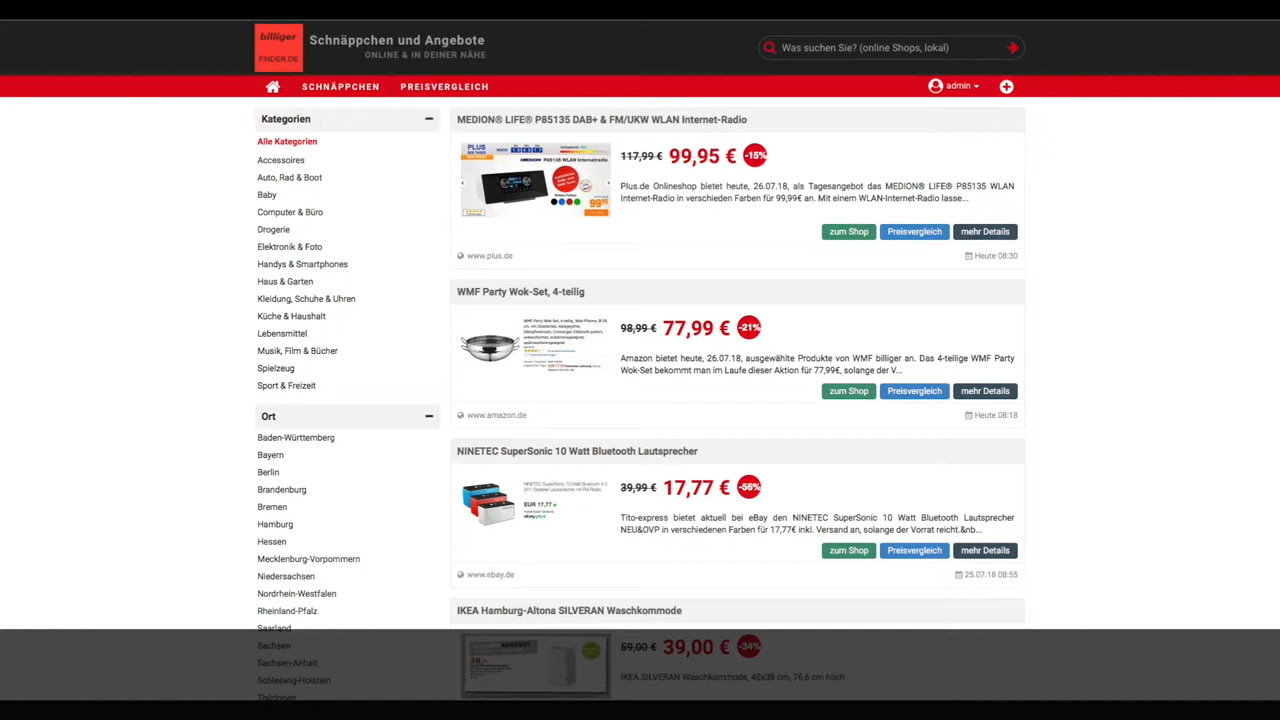 billiger
FINDER.DE
Schnäppchen und Angebote
ONLINE & IN DEINER NÄHE
Was suchen Sie? (online Shops, lokal)
SCHNÄPPCHEN
PREISVERGLEICH
admin
Kategorien
Alle Kategorien
Accessoires
Auto, Rad & Boot
Baby
Computer & Büro
Drogerie
Elektronik & Foto
Handys & Smartphones
Haus & Garten
Kleidung, Schuhe & Uhren
Küche & Haushalt
Lebensmittel
Musik, Film & Bücher
Spielzeug
Sport & Freizeit
Ort
Baden-Württemberg
Bayern
Berlin
Brandenburg
Bremen
Hamburg
Hessen
Mecklenburg-Vorpommern
Niedersachsen
Nordrhein-Westfalen
Rheinland-Pfalz
Saarland
Sachsen
Sachsen-Anhalt
Schleswig-Holstein
Thüringen
MEDION® LIFE® P85135 DAB+ & FM/UKW WLAN Internet-Radio
PLUS
MEDION P85135 WLAN Internetradio
117,99 € 99,95 € -15%
Plus.de Onlineshop bietet heute, 26.07.18, als Tagesangebot das MEDION® LIFE® P85135 WLAN
Internet-Radio in verschieden Farben für 99,99€ an. Mit einem WLAN-Internet-Radio lasse...
zum Shop
Preisvergleich
mehr Details
www.plus.de
Heute 08:30
WMF Party Wok-Set, 4-teilig
98,99 € 77,99 € -21%
Amazon bietet heute, 26.07.18, ausgewählte Produkte von WMF billiger an. Das 4-teilige WMF Party
Wok-Set bekommt man im Laufe dieser Aktion für 77,99€, solange der V...
zum Shop
Preisvergleich
mehr Details
www.amazon.de
Heute 08:18
NINETEC SuperSonic 10 Watt Bluetooth Lautsprecher
EUR 17,77
ebayplus
39,99 € 17,77 € -56%
Tito-express bietet aktuell bei eBay den NINETEC SuperSonic 10 Watt Bluetooth Lautsprecher
NEU&OVP in verschiedenen Farben für 17,77€ inkl. Versand an, solange der Vorrat reicht.&nb...
zum Shop
Preisvergleich
mehr Details
www.ebay.de
25.07.18 08:55
IKEA Hamburg-Altona SILVERAN Waschkommode
59,00 € 39,00 € -34%
IKEA SILVERAN Waschkommode, 40x38 cm, 76,6 cm hoch